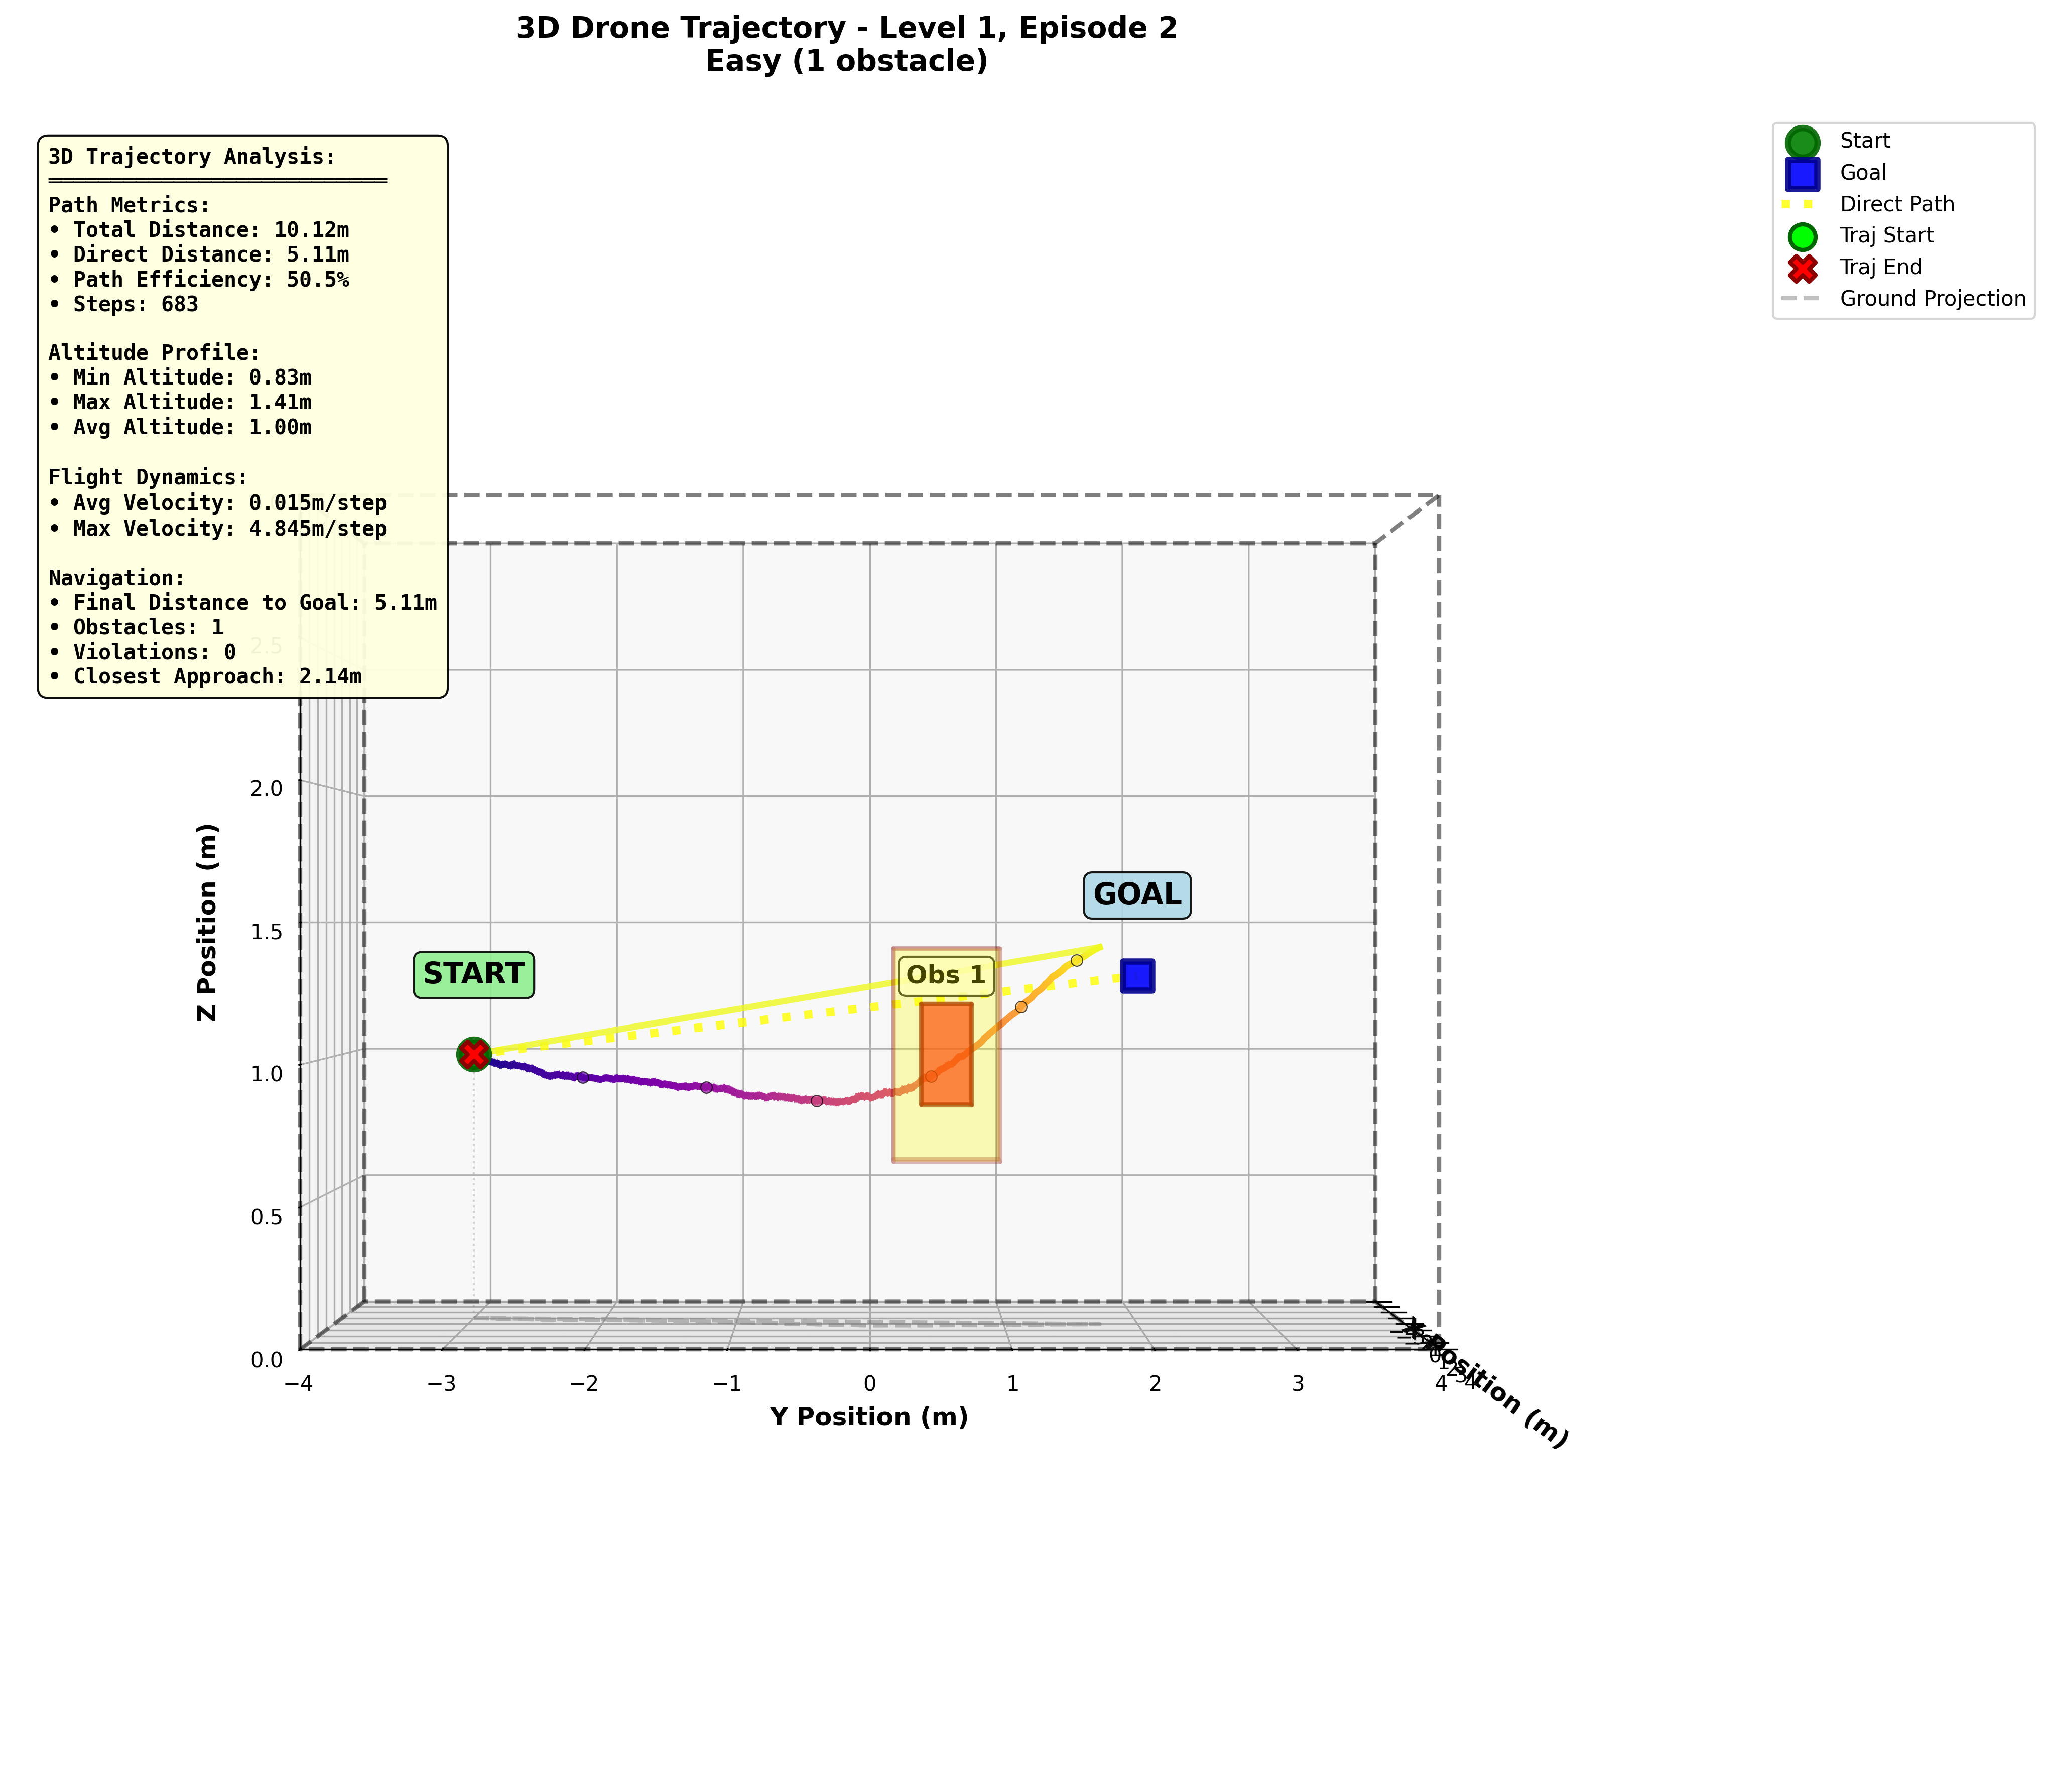 3D Drone Trajectory - Level 1, Episode 2
Easy (1 obstacle)
3D Trajectory Analysis:
Path Metrics:
• Total Distance: 10.12m
• Direct Distance: 5.11m
• Path Efficiency: 50.5%
• Steps: 683
Altitude Profile:
• Min Altitude: 0.83m
• Max Altitude: 1.41m
• Avg Altitude: 1.00m
Flight Dynamics:
• Avg Velocity: 0.015m/step
• Max Velocity: 4.845m/step
Navigation:
• Final Distance to Goal: 5.11m
• Obstacles: 1
• Violations: 0
• Closest Approach: 2.14m
Start
Goal
Direct Path
Traj Start
Traj End
Ground Projection
2.5
2.0
1.5
1.0
0.5
0.0
Z Position (m)
START
Obs 1
GOAL
−4
−3
−2
−1
0
1
2
3
4
Y Position (m)
X Position (m)